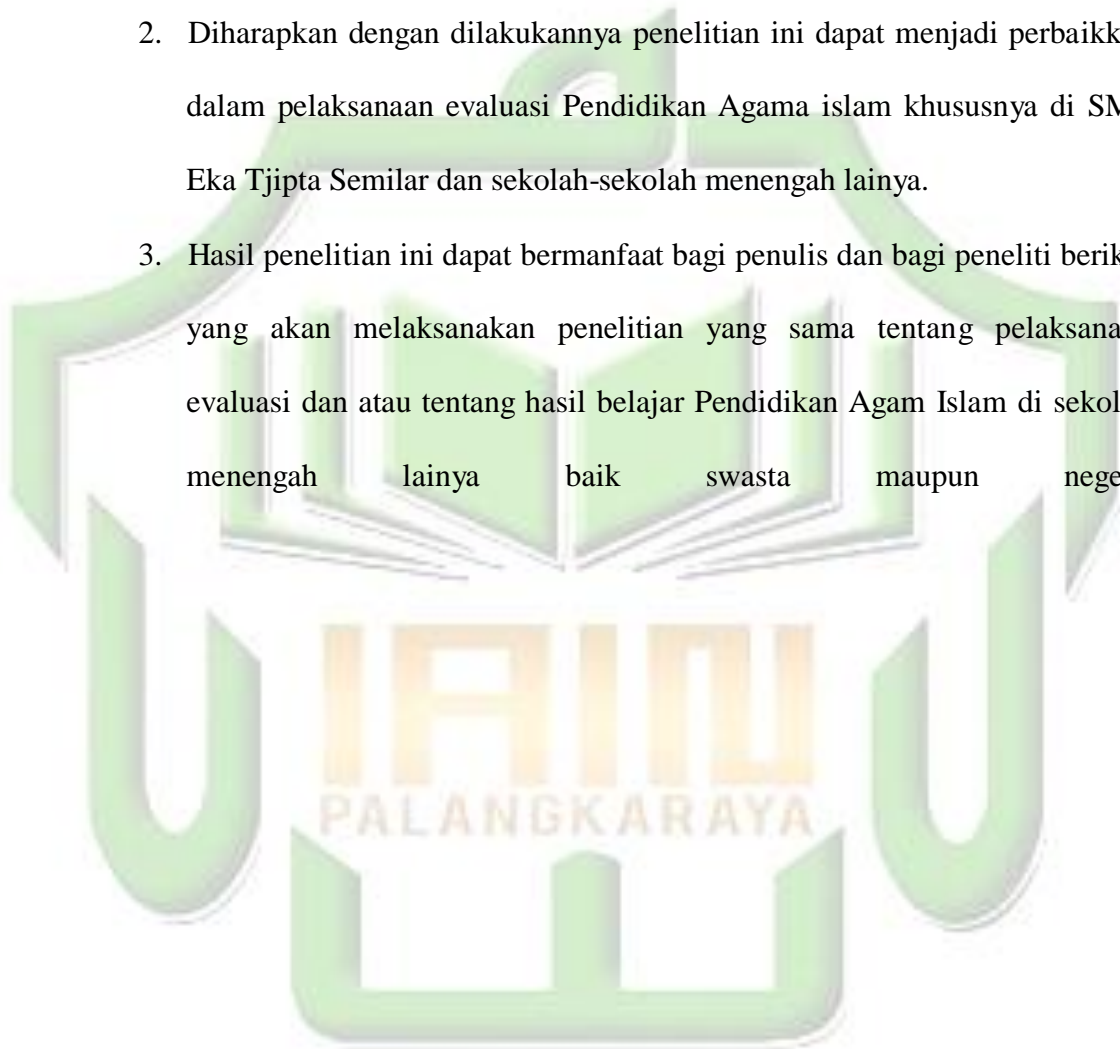 2. Diharapkan dengan dilakukannya penelitian ini dapat menjadi perbaikk
dalam pelaksanaan evaluasi Pendidikan Agama islam khususnya di SM
Eka Tjipta Semilar dan sekolah-sekolah menengah lainya.
3. Hasil penelitian ini dapat bermanfaat bagi penulis dan bagi peneliti berik
yang akan melaksanakan penelitian yang sama tentang pelaksana
evaluasi dan atau tentang hasil belajar Pendidikan Agam Islam di sekol
menengah lainya baik swasta maupun nege
IAIN
PALANGKARAYA